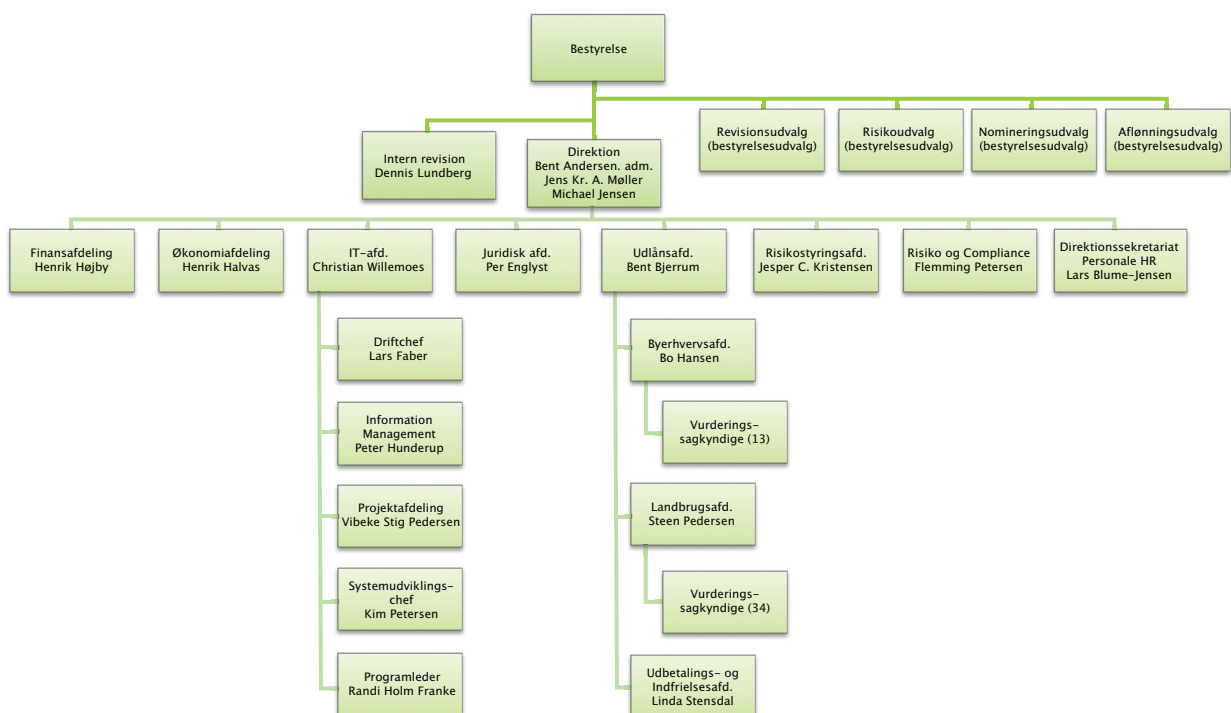 Bestyrelse
Intern revision
Dennis Lundberg
Direktion
Bent Andersen. adm.
Jens Kr. A. Møller
Michael Jensen
Revisionsudvalg
(bestyrelsesudvalg)
Risikoudvalg
(bestyrelsesudvalg)
Nomineringsudvalg
(bestyrelsesudvalg)
Aflønningsudvalg
(bestyrelsesudvalg)
Finansafdeling
Henrik Højby
Økonomiafdeling
Henrik Halvas
IT-afd.
Christian Willemoes
Juridisk afd.
Per Englyst
Udlånsafd.
Bent Bjerrum
Risikostyringsafd.
Jesper C. Kristensen
Risiko og Compliance
Flemming Petersen
Direktionssekretariat
Personale HR
Lars Blume-Jensen
Driftchef
Lars Faber
Information
Management
Peter Hunderup
Projektafdeling
Vibeke Stig Pedersen
Systemudviklings-
chef
Kim Petersen
Programleder
Randi Holm Franke
Byerhvervsafd.
Bo Hansen
Vurderings-
sagkyndige (13)
Landbrugsafd.
Steen Pedersen
Vurderings-
sagkyndige (34)
Udbetalings- og
Indfrielsesafd.
Linda Stensdal